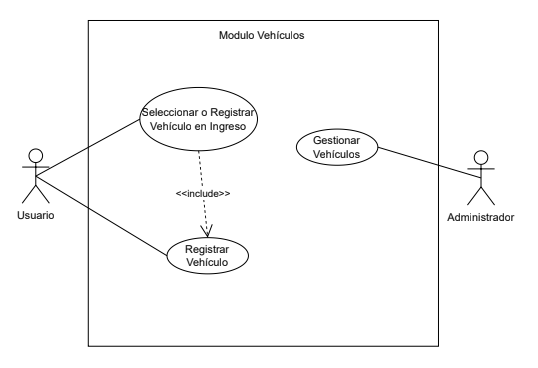 Modulo Vehículos
Seleccionar o Registrar
Vehículo en Ingreso
Gestionar
Vehículos
<<include>>
Usuario
Administrador
Registrar
Vehículo